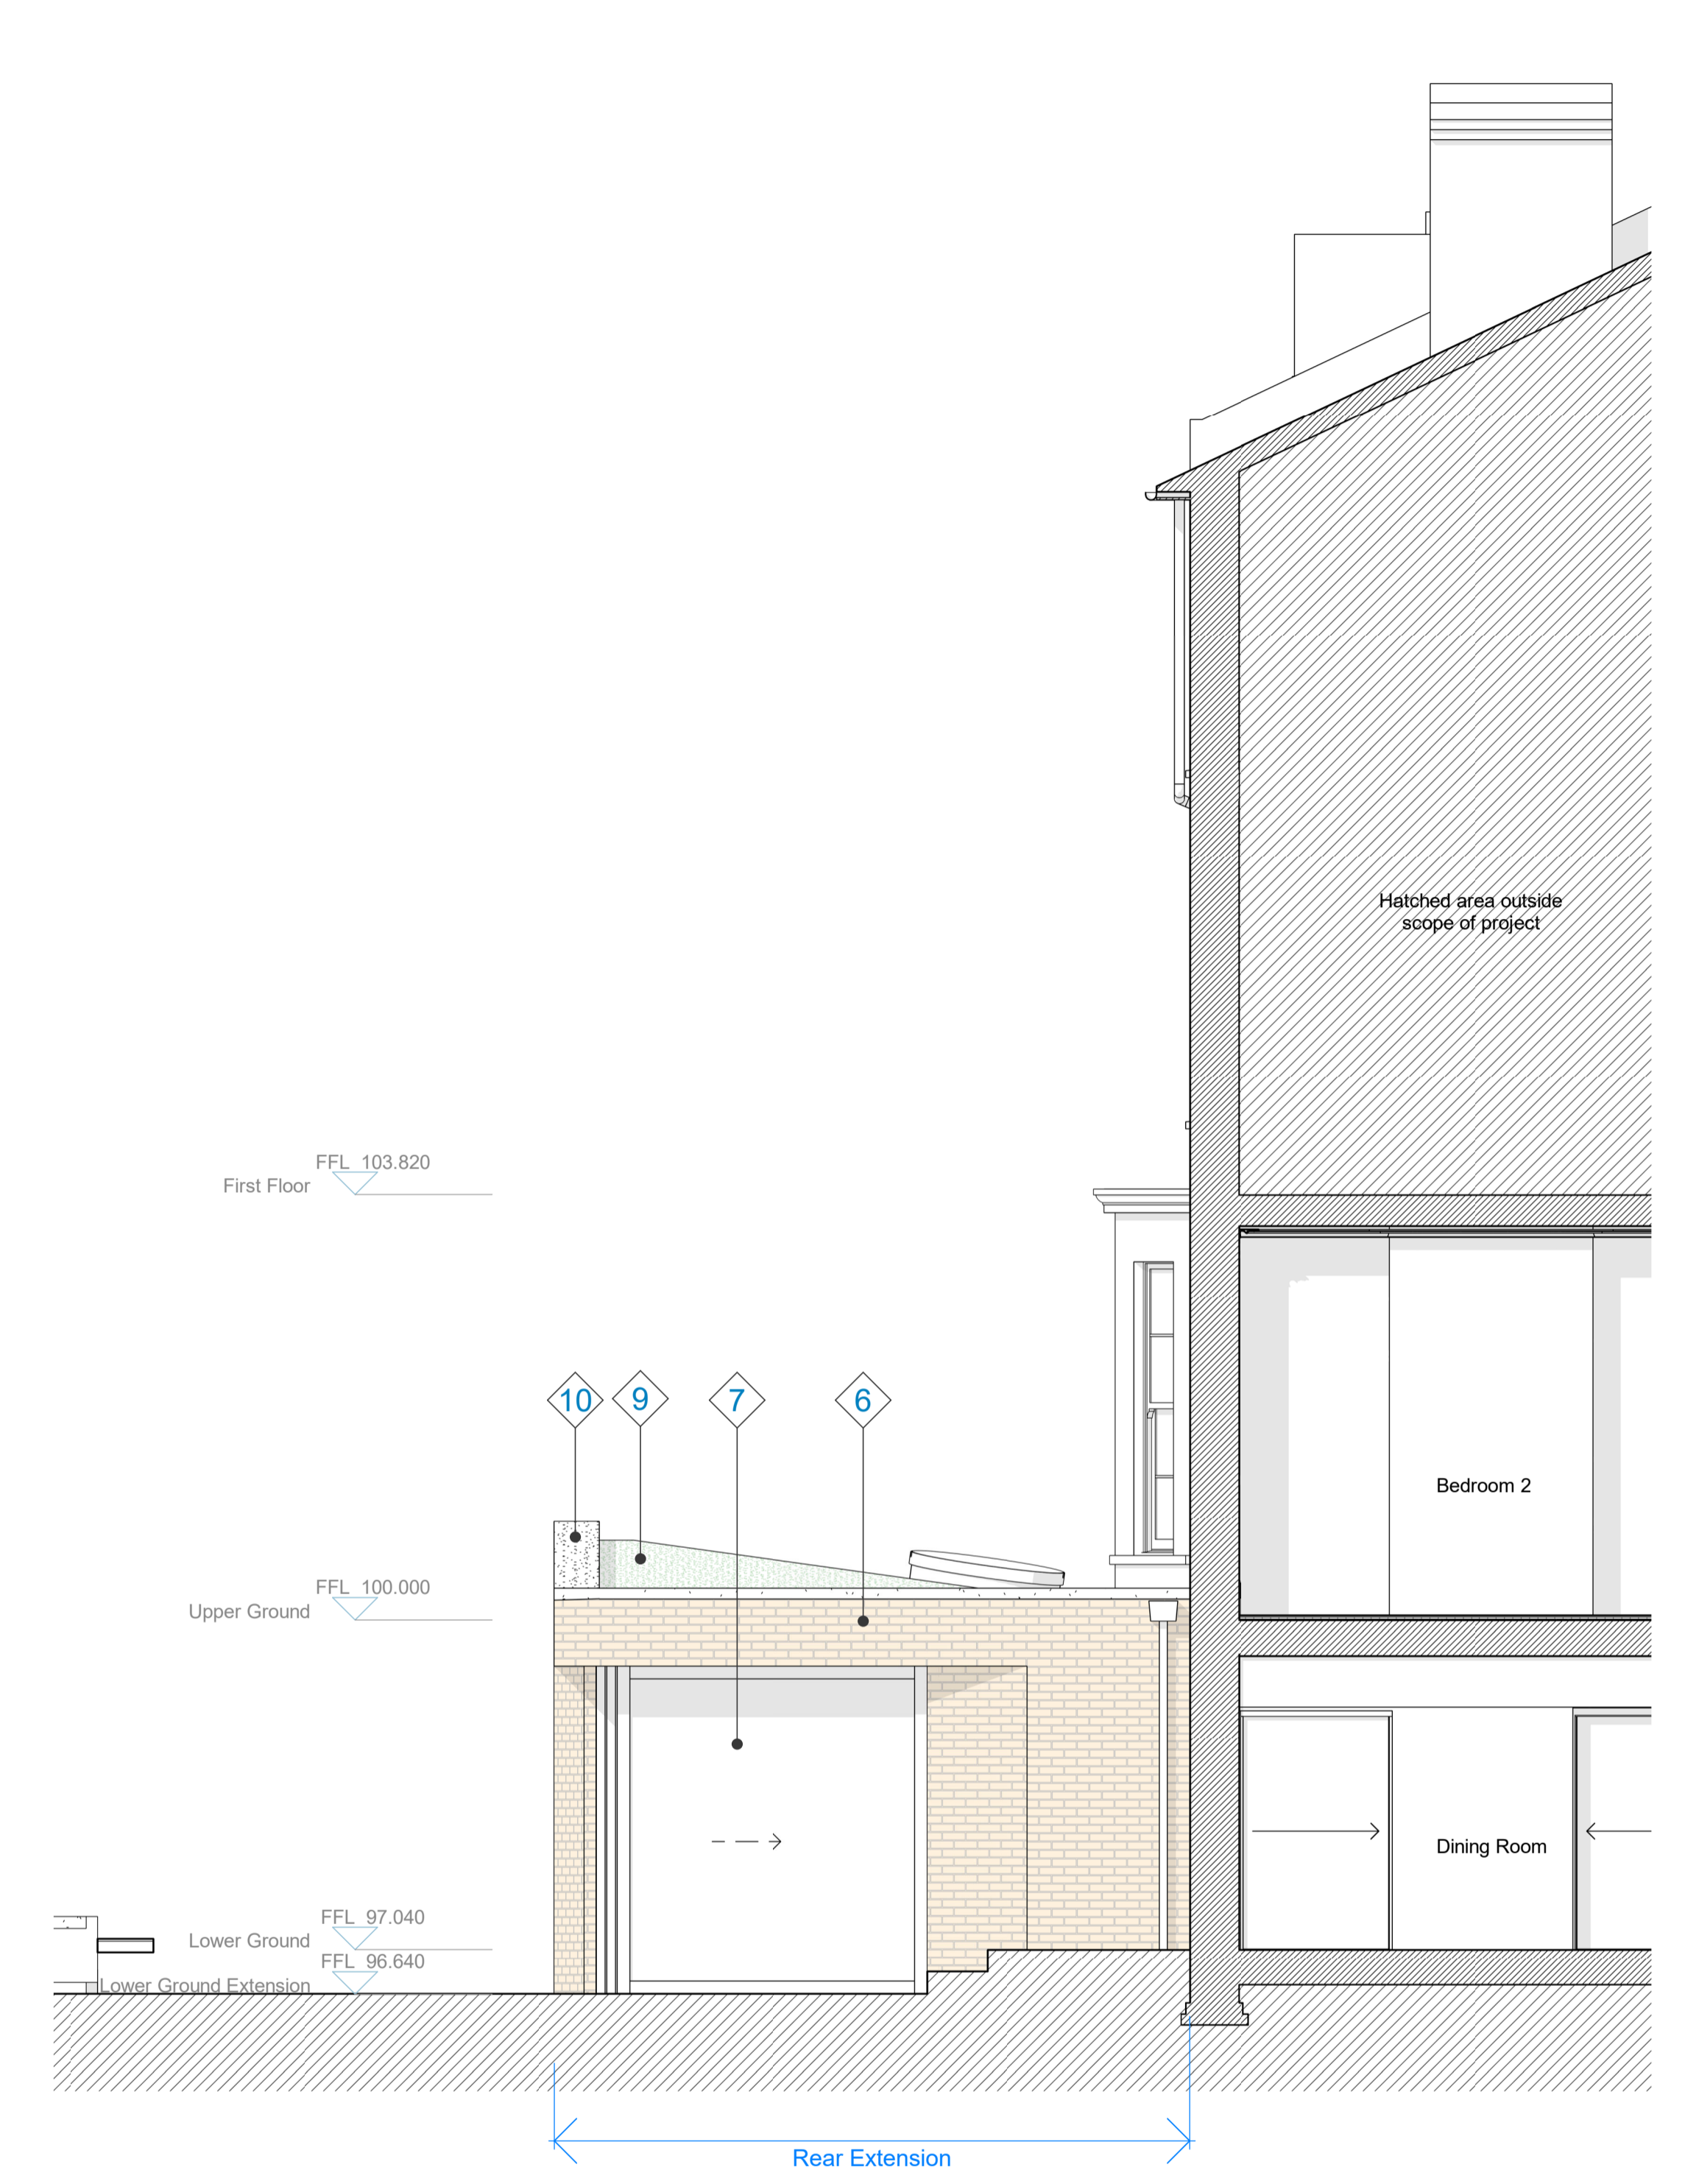 Hatched area outside
scope of project
FFL 103.820
First Floor
10
9
7
6
Bedroom 2
FFL 100.000
Upper Ground
Dining Room
FFL 97.040
Lower Ground
FFL 96.640
Lower Ground Extension
Rear Extension